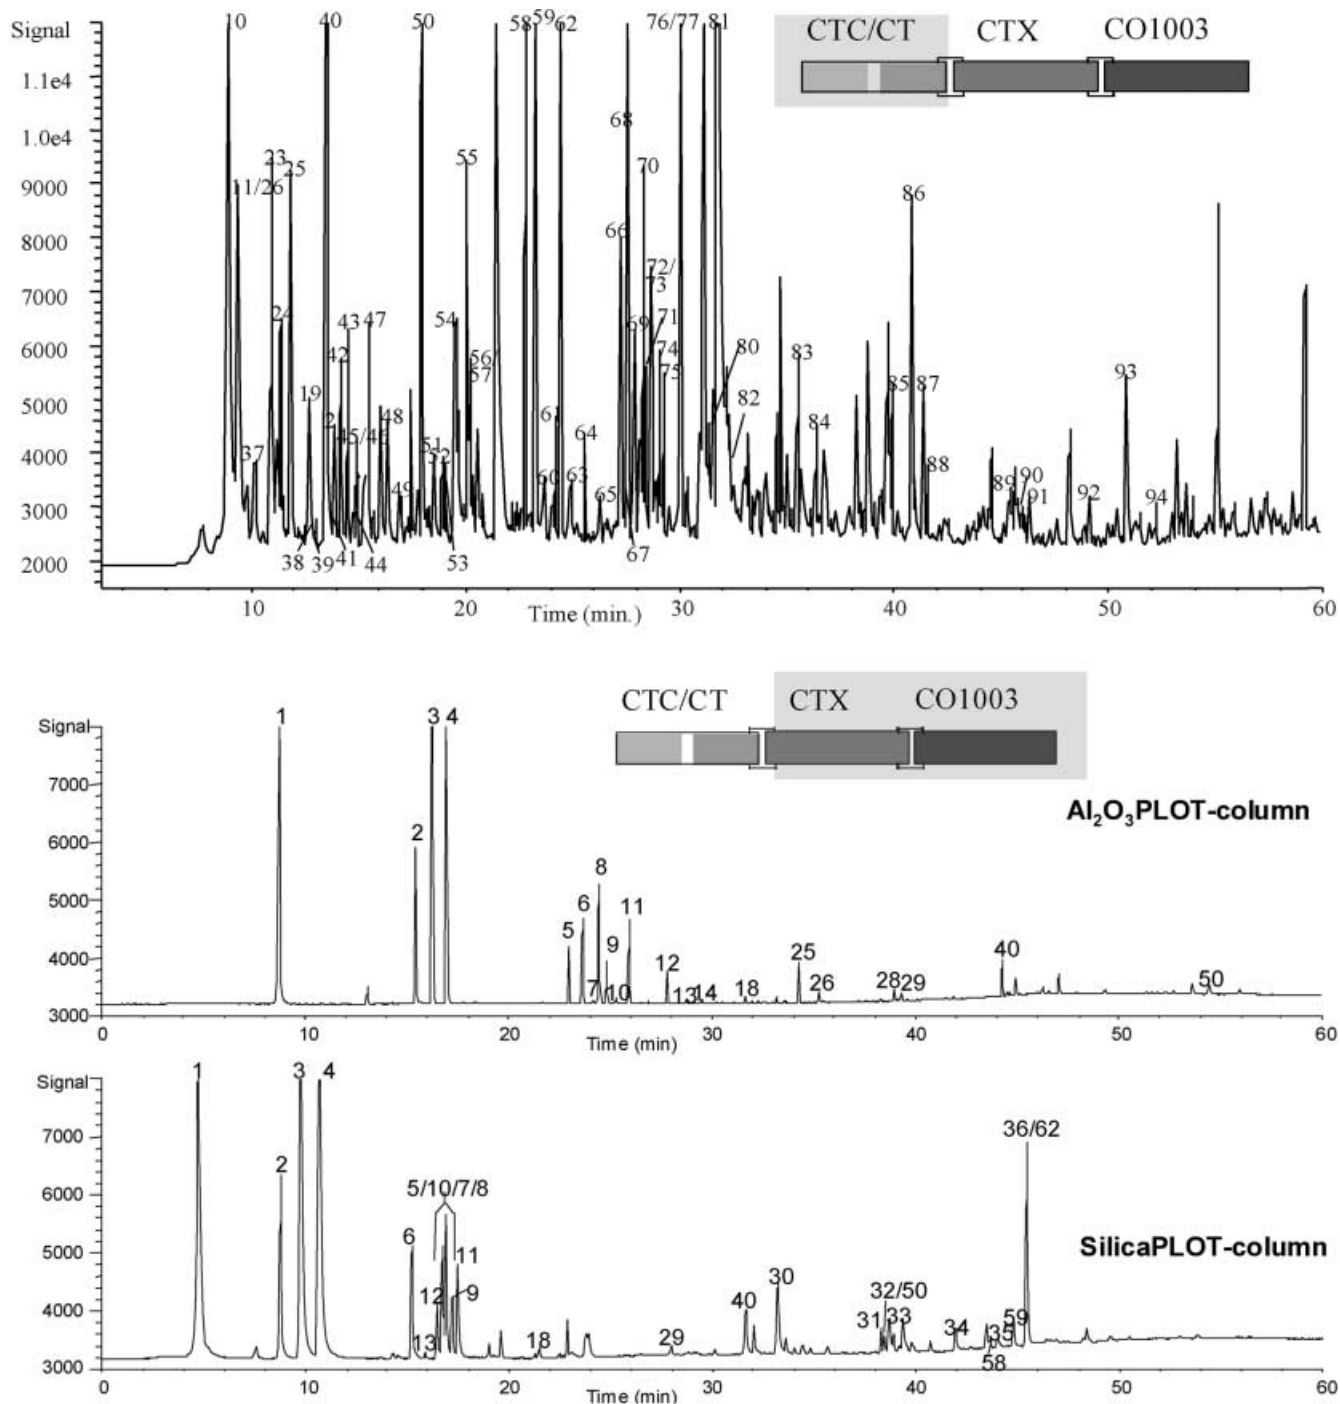 Signal
10 40 50 58 59 62 76/77 81
CTC/CT CTX CO1003
1.1e4
1.0e4
68
23 25 55 70
9000
11/26 86
8000
66
72/
73
7000
24 43 47 54 69 71
6000
42 56/ 74 80 83
57 75
5000
19 82 85 87 93
61
2 48 84
4000
45/46 51 64
37 52 88
60 63 89 90
3000
49 65 91 92 94
67
2000
38 39 41 44 53
10 20 30 40 50 60
Time (min.)
CTC/CT CTX CO1003
Signal
1 3 4
7000
Al₂O₃PLOT-column
6000
2
8
5000
6 11
5 9
4000
12 25 40
7 10 13 14 18 26 28 29 50
3000
0 10 20 30 40 50 60
Time (min)
Signal
1 3 4
7000
36/62
6000
2
5/10/7/8
5000
6 11
SilicaPLOT-column
12 9 30
4000
40 32/50
31 33 59
13 18 29 34 35
3000
58
0 10 20 30 40 50 60
Time (min)